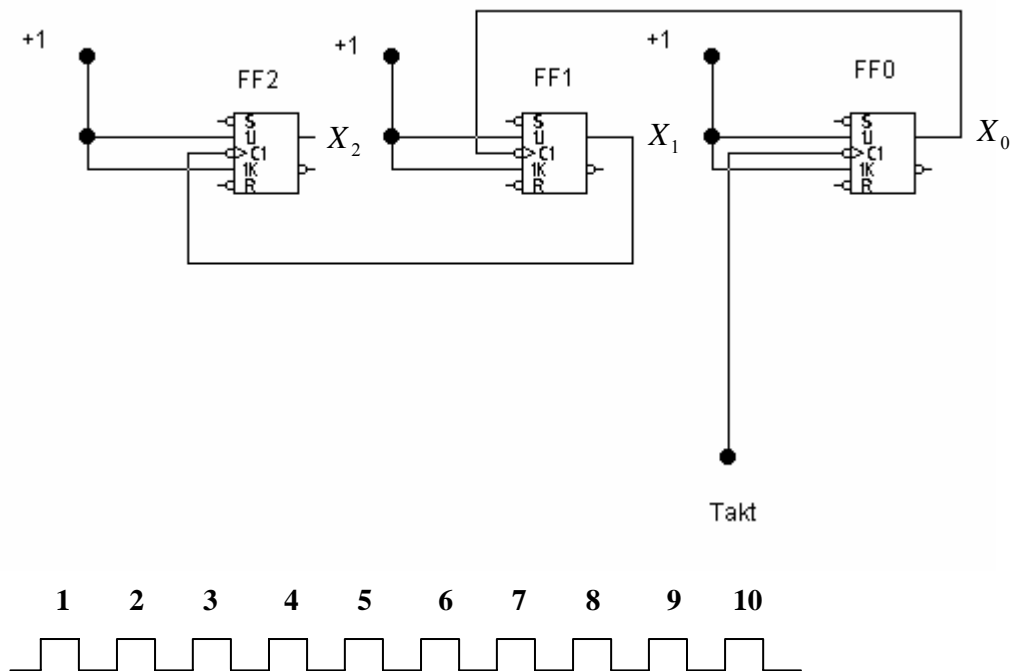 +1
+1
+1
FF2
FF1
FF0
S
1J
C1
1K
R
X2
S
1J
C1
1K
R
X1
S
1J
C1
1K
R
X0
Takt
1 2 3 4 5 6 7 8 9 10